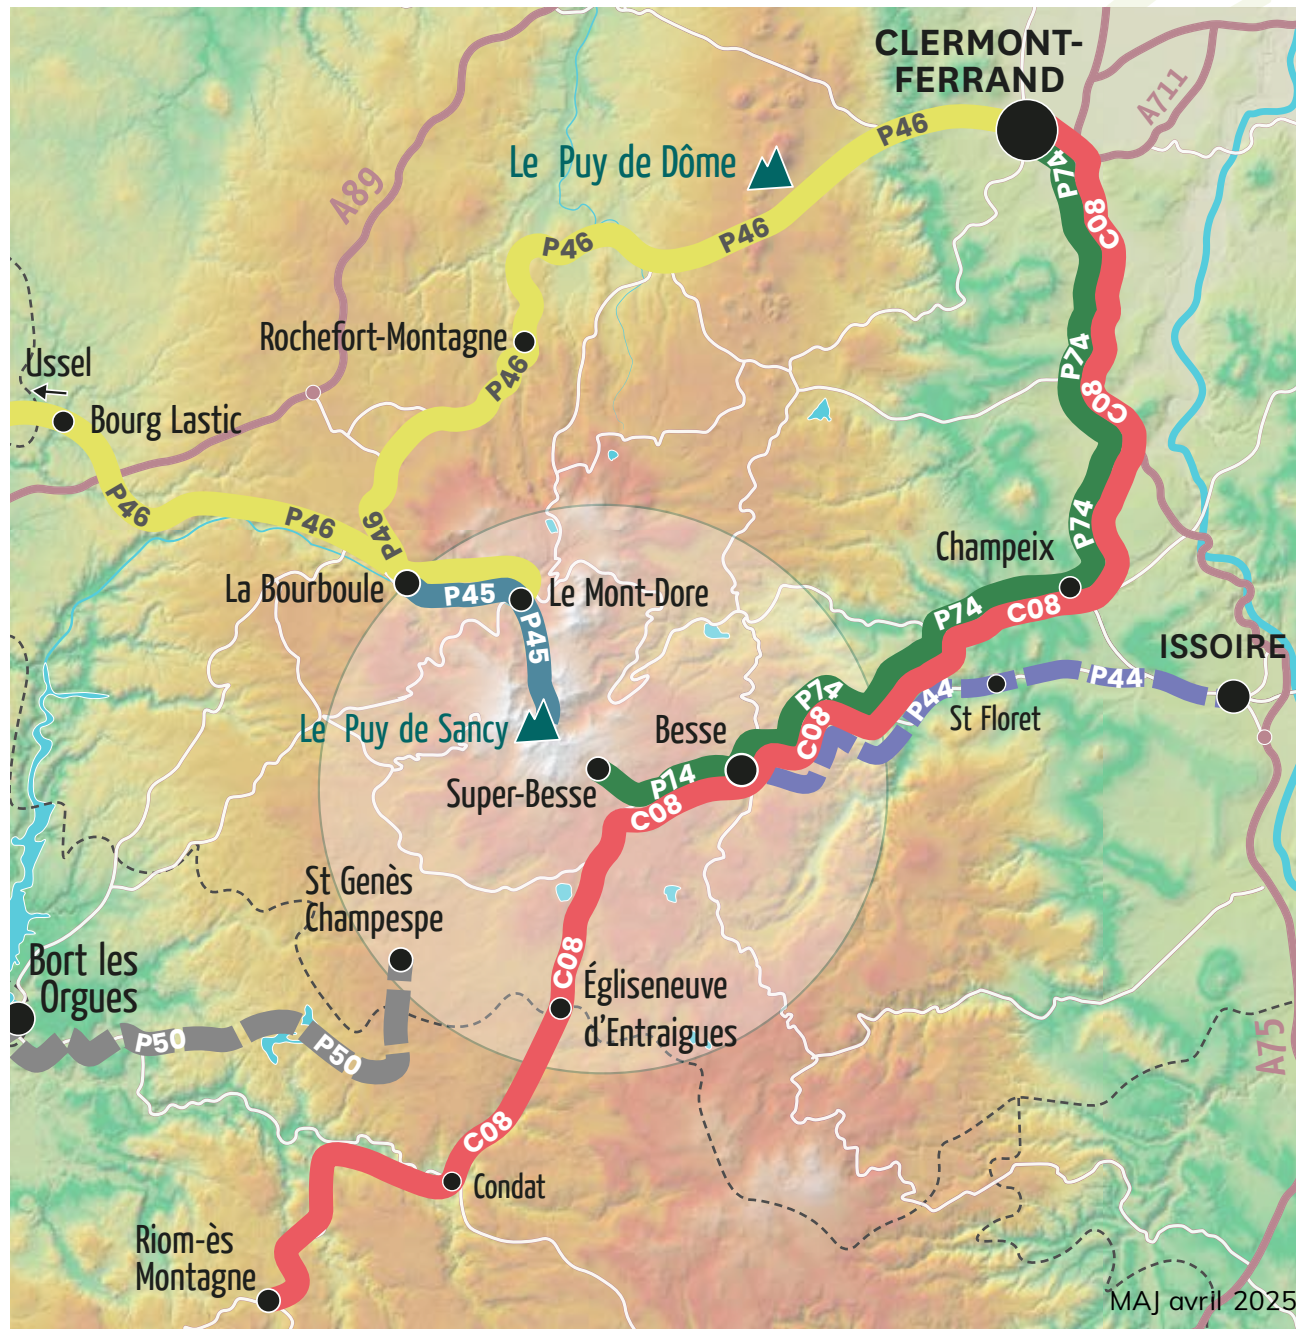 CLERMONT-
FERRAND
A711
P46
Le Puy de Dôme
P74
A89
C08
P46
P46
Rochefort-Montagne
P74
Ussel
P46
C08
Bourg Lastic
P46
P46
P46
P74
Champeix
La Bourboule
P45
Le Mont-Dore
P74
C08
P45
ISSOIRE
P44
P74
P44
St Floret
Le Puy de Sancy
Besse
C08
Super-Besse
P74
C08
St Genès
Champespe
Bort les
Orgues
C08
Égliseneuve
d'Entraigues
P50
P50
A75
C08
Condat
Riom-ès
Montagne
MAJ avril 2025